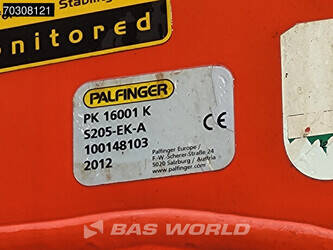 70308121
Stabili
onitored
PALFINGER
PK 16001 K
S205-EK-A
100148103
2012
CE
Palfinger Europe /
F.-W.-Scherer-Straße 24
5020 Salzburg / Austria
www.palfinger.com
BAS WORLD